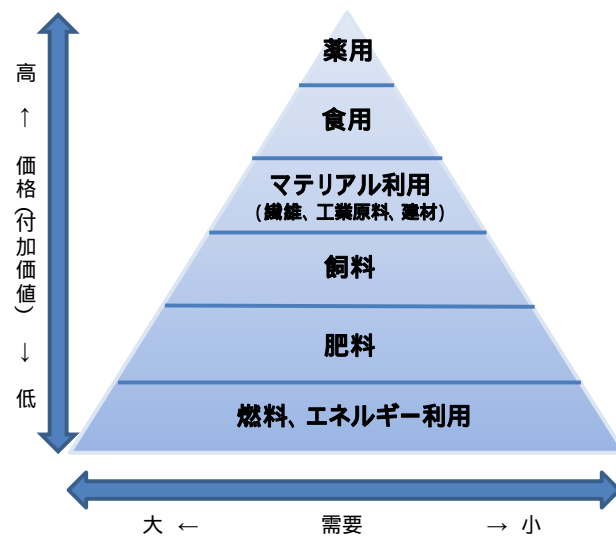 薬用
食用
マテリアル利用
(繊維、工業原料、建材)
飼料
肥料
燃料、エネルギー利用
高 ↑ 価格(付加価値) ↓ 低
大 ← 需要 → 小